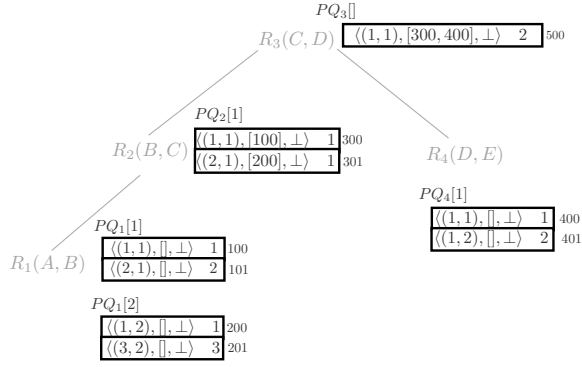 PQ₃[]
R₃(C, D)
⟨(1, 1), [300, 400], ⊥⟩ 2 500
PQ₂[1]
R₂(B, C)
⟨(1, 1), [100], ⊥⟩ 1 300
⟨(2, 1), [200], ⊥⟩ 1 301
R₄(D, E)
PQ₄[1]
⟨(1, 1), [], ⊥⟩ 1 400
⟨(1, 2), [], ⊥⟩ 2 401
PQ₁[1]
R₁(A, B)
⟨(1, 1), [], ⊥⟩ 1 100
⟨(2, 1), [], ⊥⟩ 2 101
PQ₁[2]
⟨(1, 2), [], ⊥⟩ 1 200
⟨(3, 2), [], ⊥⟩ 3 201